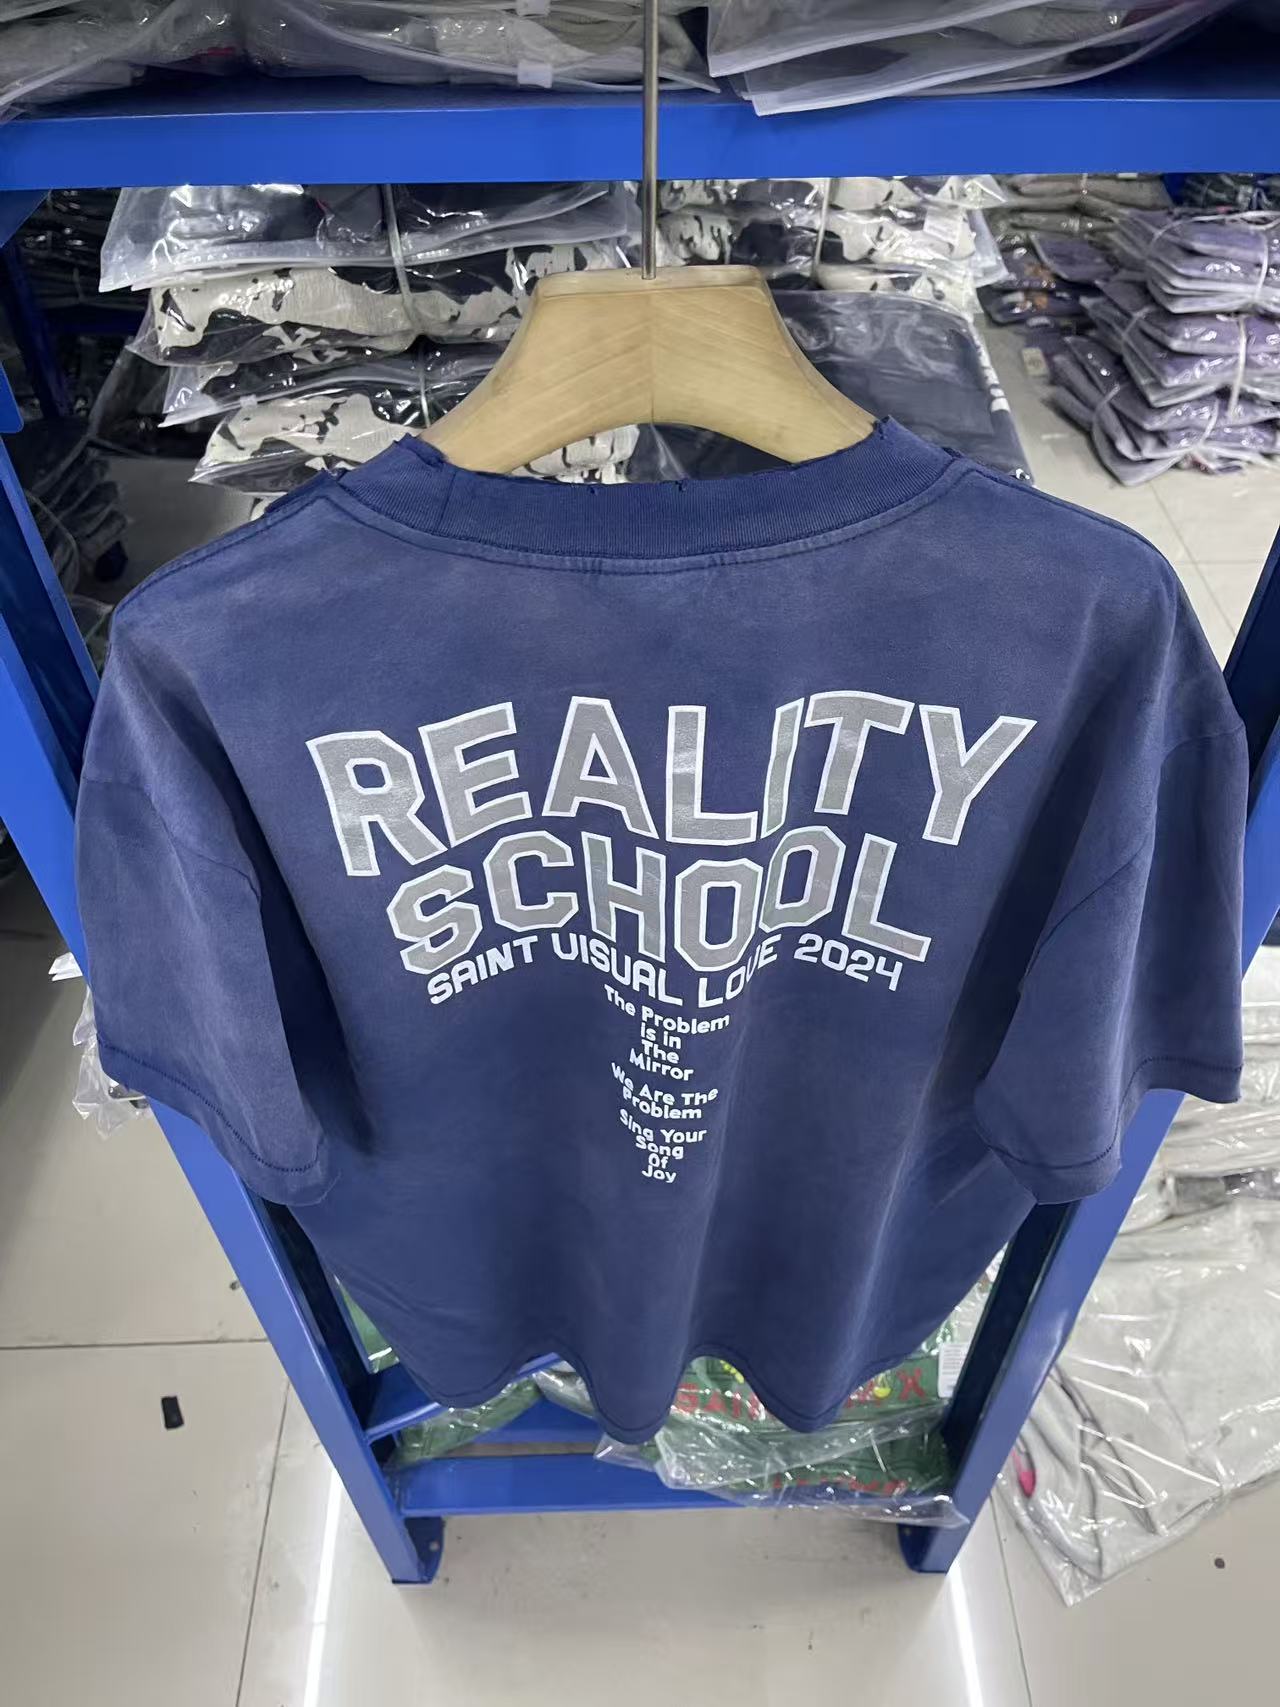 REALITY
SCHOOL
SAINT VISUAL LOVE 2024
The Problem
is in
The
Mirror
We Are The
Problem
Sing Your
Song
Of
Joy